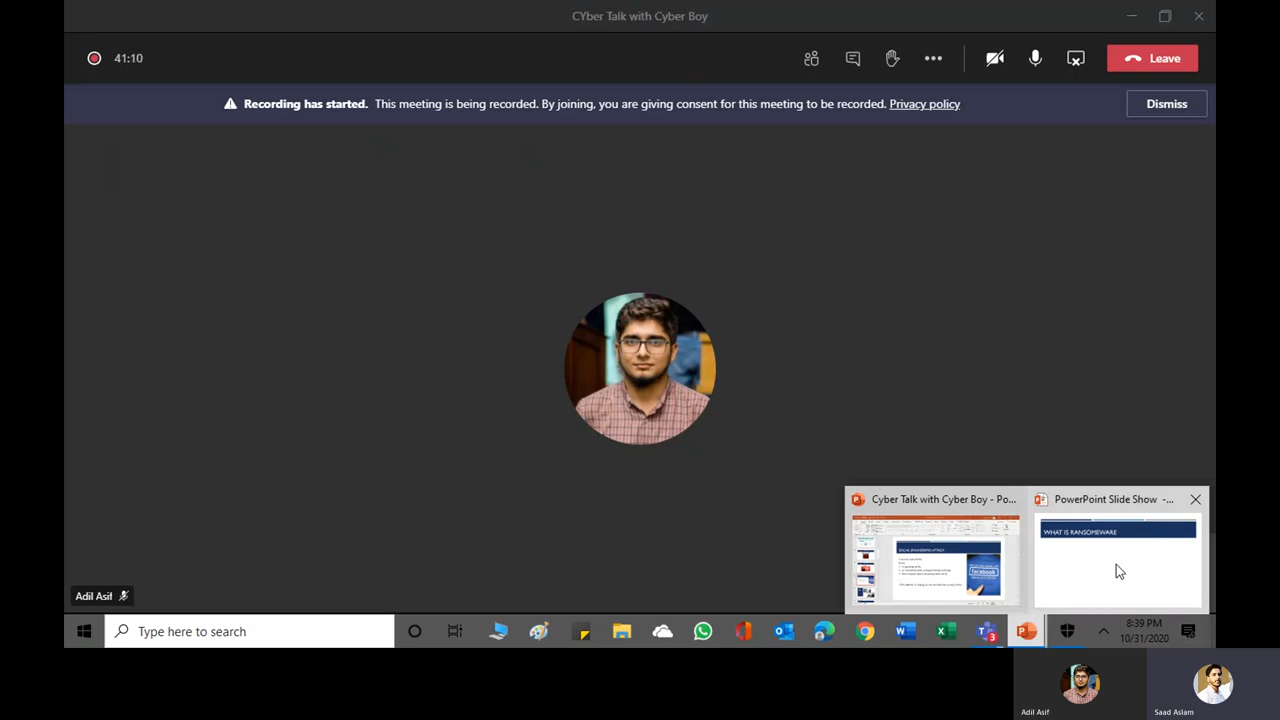 CYber Talk with Cyber Boy
41:10
Leave
Recording has started. This meeting is being recorded. By joining, you are giving consent for this meeting to be recorded. Privacy policy
Dismiss
Cyber Talk with Cyber Boy - Po...
PowerPoint Slide Show -...
WHAT IS RANSOMEWARE
SOCIAL ENGINEERING ATTACK
facebook
Adil Asif
Type here to search
3
8:39 PM
10/31/2020
Adil Asif
Saad Aslam